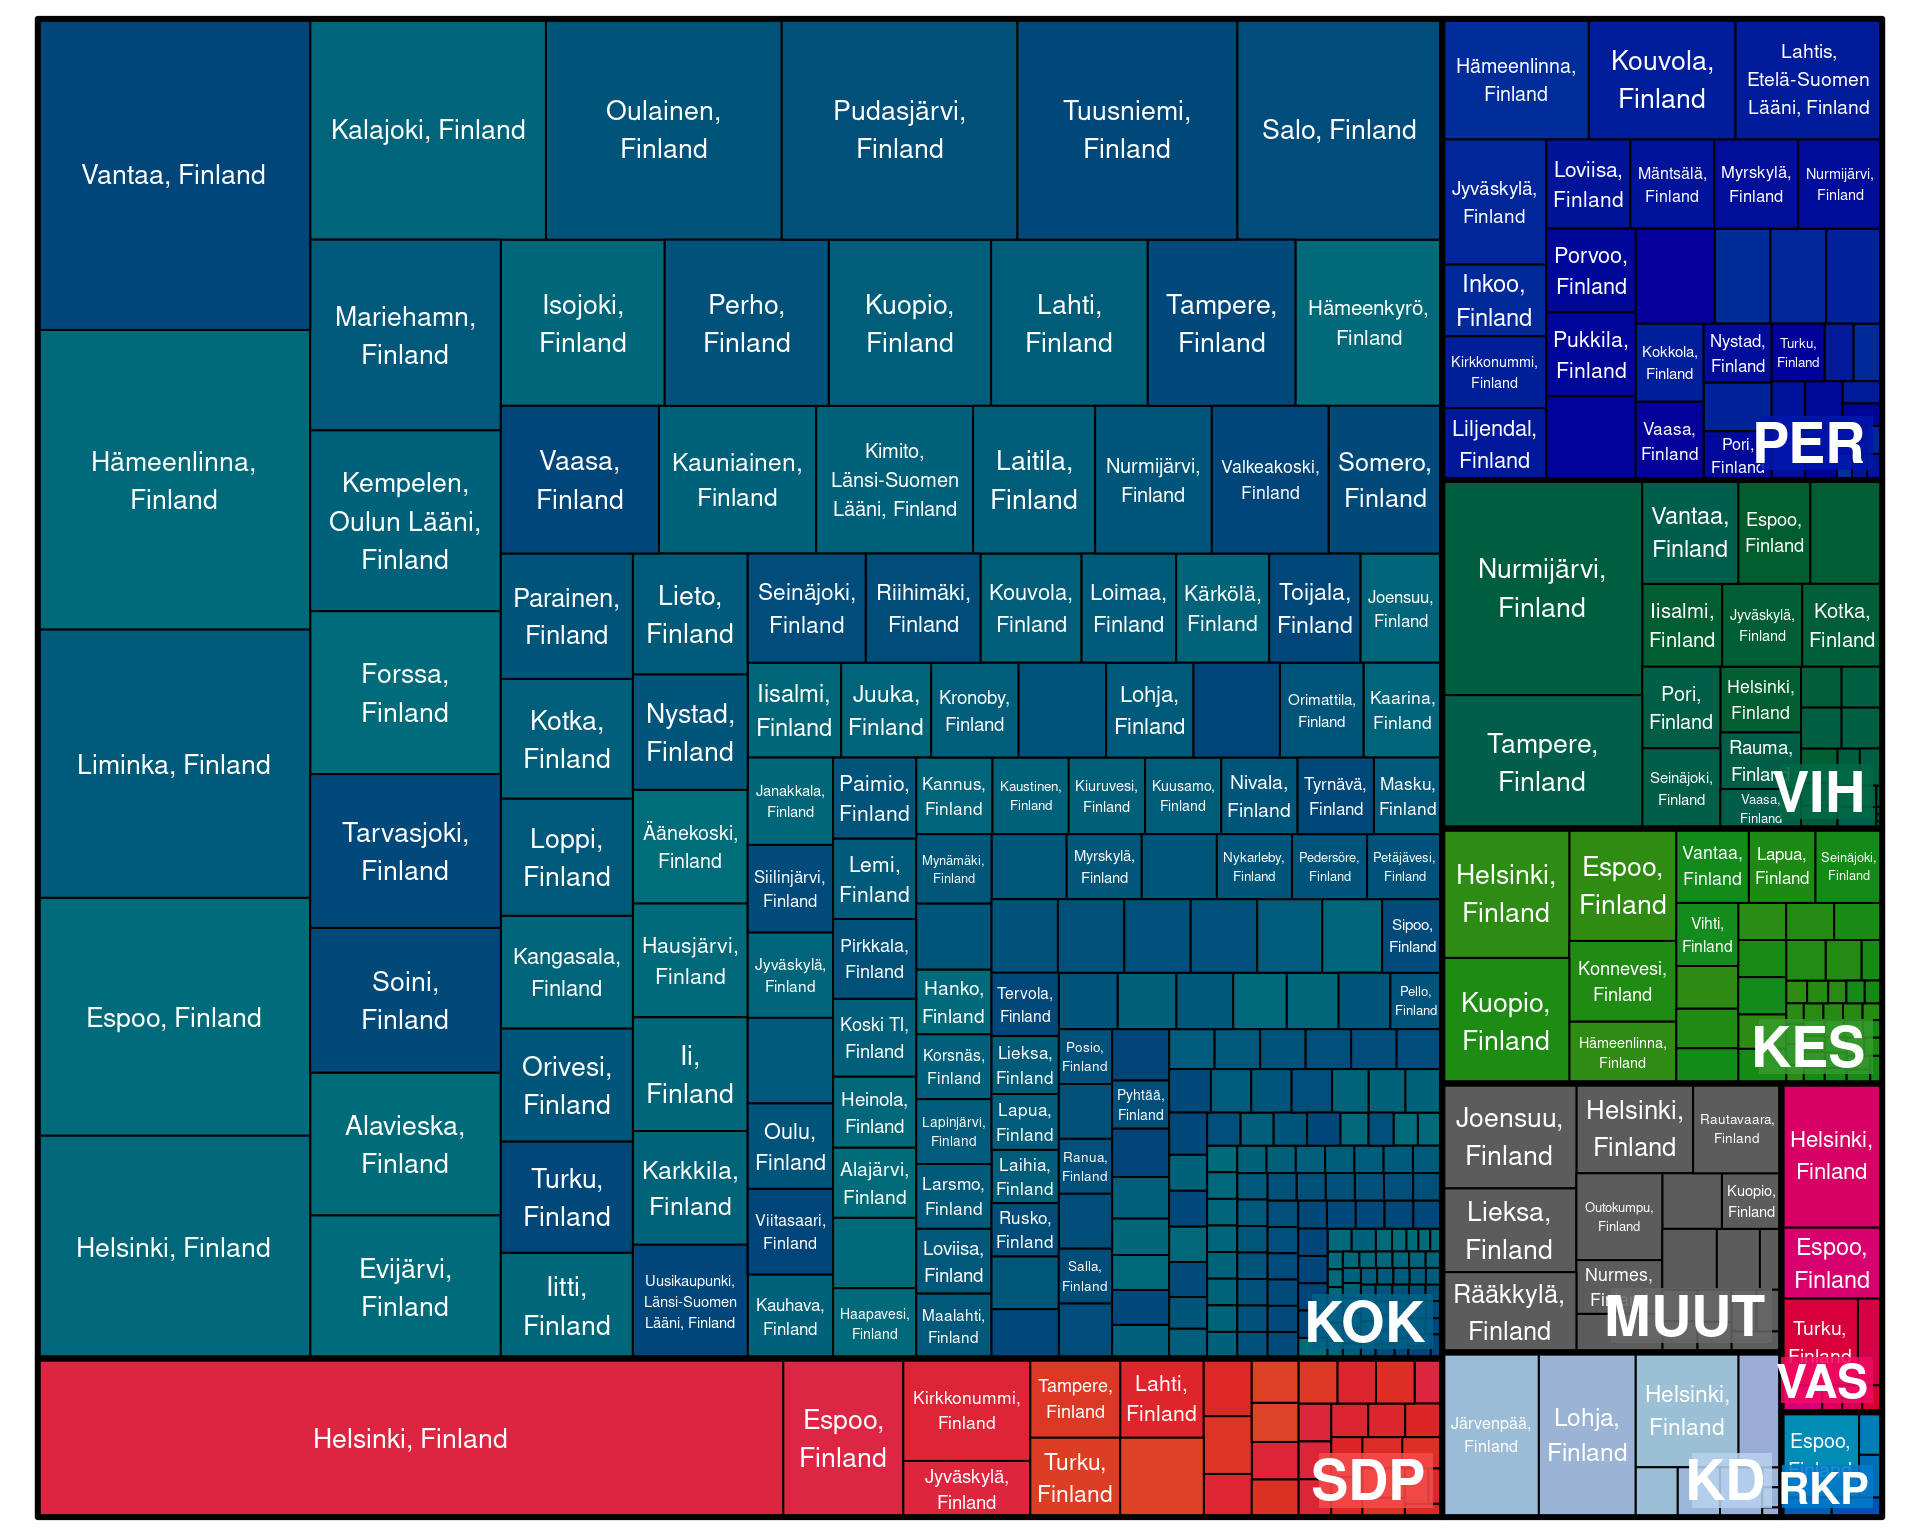 Vantaa, Finland
Hämeenlinna,
Finland
Liminka, Finland
Espoo, Finland
Helsinki, Finland
Kalajoki, Finland
Oulainen,
Finland
Pudasjärvi,
Finland
Tuusniemi,
Finland
Salo, Finland
Mariehamn,
Finland
Kempelen,
Oulun Lääni,
Finland
Forssa,
Finland
Tarvasjoki,
Finland
Soini,
Finland
Alavieska,
Finland
Evijärvi,
Finland
Isojoki,
Finland
Perho,
Finland
Kuopio,
Finland
Lahti,
Finland
Tampere,
Finland
Hämeenkyrö,
Finland
Vaasa,
Finland
Kauniainen,
Finland
Kimito,
Länsi-Suomen
Lääni, Finland
Laitila,
Finland
Nurmijärvi,
Finland
Valkeakoski,
Finland
Somero,
Finland
Parainen,
Finland
Kotka,
Finland
Loppi,
Finland
Kangasala,
Finland
Orivesi,
Finland
Turku,
Finland
Iitti,
Finland
Lieto,
Finland
Nystad,
Finland
Äänekoski,
Finland
Hausjärvi,
Finland
Ii,
Finland
Karkkila,
Finland
Uusikaupunki,
Länsi-Suomen
Lääni, Finland
Seinäjoki,
Finland
Riihimäki,
Finland
Kouvola,
Finland
Loimaa,
Finland
Kärkölä,
Finland
Toijala,
Finland
Joensuu,
Finland
Iisalmi,
Finland
Juuka,
Finland
Kronoby,
Finland
Lohja,
Finland
Orimattila,
Finland
Kaarina,
Finland
Janakkala,
Finland
Siilinjärvi,
Finland
Jyväskylä,
Finland
Oulu,
Finland
Viitasaari,
Finland
Kauhava,
Finland
Paimio,
Finland
Lemi,
Finland
Pirkkala,
Finland
Koski Tl,
Finland
Heinola,
Finland
Alajärvi,
Finland
Haapavesi,
Finland
Kannus,
Finland
Kaustinen,
Finland
Kiuruvesi,
Finland
Kuusamo,
Finland
Nivala,
Finland
Tyrnävä,
Finland
Masku,
Finland
Mynämäki,
Finland
Myrskylä,
Finland
Nykarleby,
Finland
Pedersöre,
Finland
Petäjävesi,
Finland
Sipoo,
Finland
Hanko,
Finland
Korsnäs,
Finland
Lapinjärvi,
Finland
Larsmo,
Finland
Loviisa,
Finland
Maalahti,
Finland
Tervola,
Finland
Lieksa,
Finland
Lapua,
Finland
Laihia,
Finland
Rusko,
Finland
Pello,
Finland
Posio,
Finland
Ranua,
Finland
Salla,
Finland
Pyhtää,
Finland
KOK
Helsinki, Finland
Espoo,
Finland
Kirkkonummi,
Finland
Jyväskylä,
Finland
Tampere,
Finland
Turku,
Finland
Lahti,
Finland
SDP
Hämeenlinna,
Finland
Kouvola,
Finland
Lahtis,
Etelä-Suomen
Lääni, Finland
Jyväskylä,
Finland
Inkoo,
Finland
Kirkkonummi,
Finland
Liljendal,
Finland
Loviisa,
Finland
Mäntsälä,
Finland
Myrskylä,
Finland
Nurmijärvi,
Finland
Porvoo,
Finland
Pukkila,
Finland
Kokkola,
Finland
Vaasa,
Finland
Nystad,
Finland
Turku,
Finland
Pori,
Finland
PER
Nurmijärvi,
Finland
Tampere,
Finland
Vantaa,
Finland
Espoo,
Finland
Iisalmi,
Finland
Jyväskylä,
Finland
Kotka,
Finland
Pori,
Finland
Seinäjoki,
Finland
Helsinki,
Finland
Rauma,
Finland
Vaasa,
Finland
VIH
Helsinki,
Finland
Kuopio,
Finland
Espoo,
Finland
Konnevesi,
Finland
Hämeenlinna,
Finland
Vantaa,
Finland
Lapua,
Finland
Seinäjoki,
Finland
Vihti,
Finland
KES
Joensuu,
Finland
Lieksa,
Finland
Rääkkylä,
Finland
Helsinki,
Finland
Rautavaara,
Finland
Outokumpu,
Finland
Kuopio,
Finland
Nurmes,
Finland
MUUT
Helsinki,
Finland
Espoo,
Finland
Turku,
Finland
VAS
Järvenpää,
Finland
Lohja,
Finland
Helsinki,
Finland
KD
Espoo,
Finland
RKP